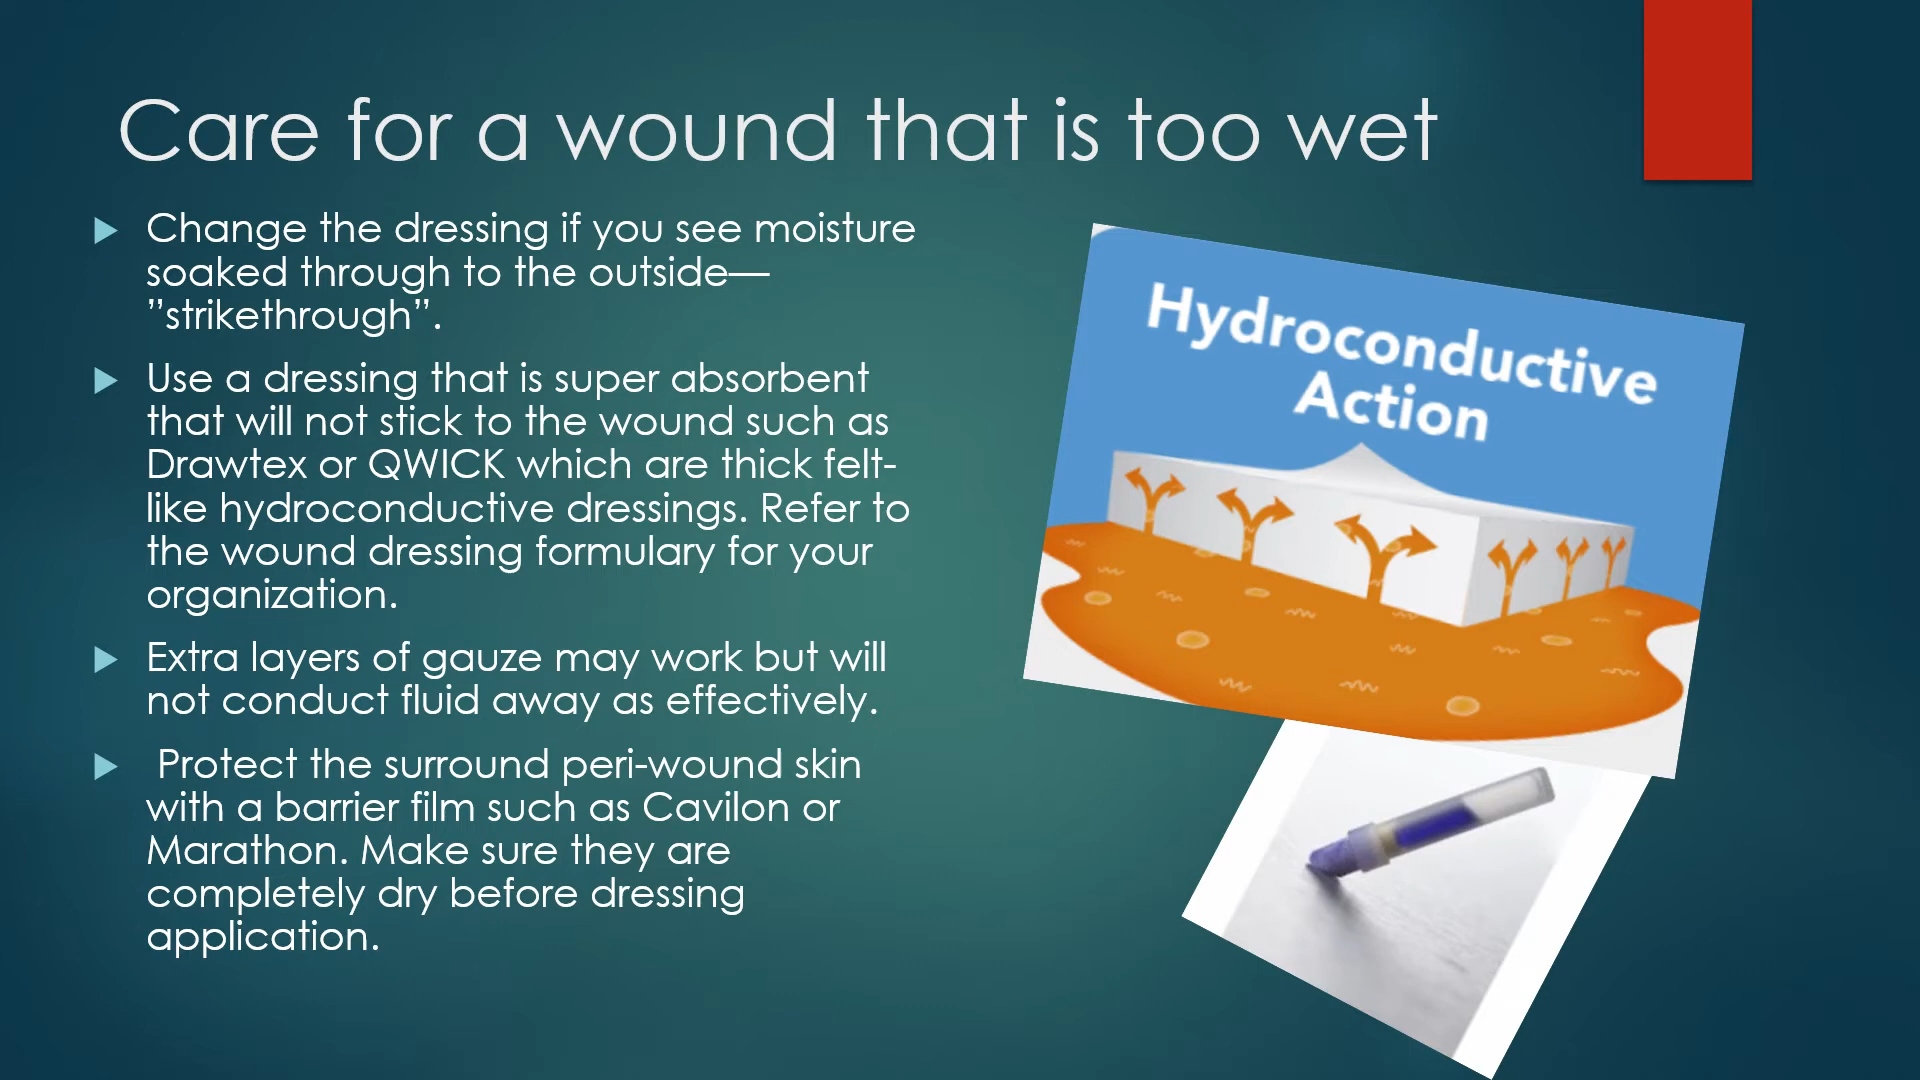 Care for a wound that is too wet
Change the dressing if you see moisture
soaked through to the outside—
”strikethrough”.
Use a dressing that is super absorbent
that will not stick to the wound such as
Drawtex or QWICK which are thick felt-
like hydroconductive dressings. Refer to
the wound dressing formulary for your
organization.
Extra layers of gauze may work but will
not conduct fluid away as effectively.
Protect the surround peri-wound skin
with a barrier film such as Cavilon or
Marathon. Make sure they are
completely dry before dressing
application.
Hydroconductive
Action